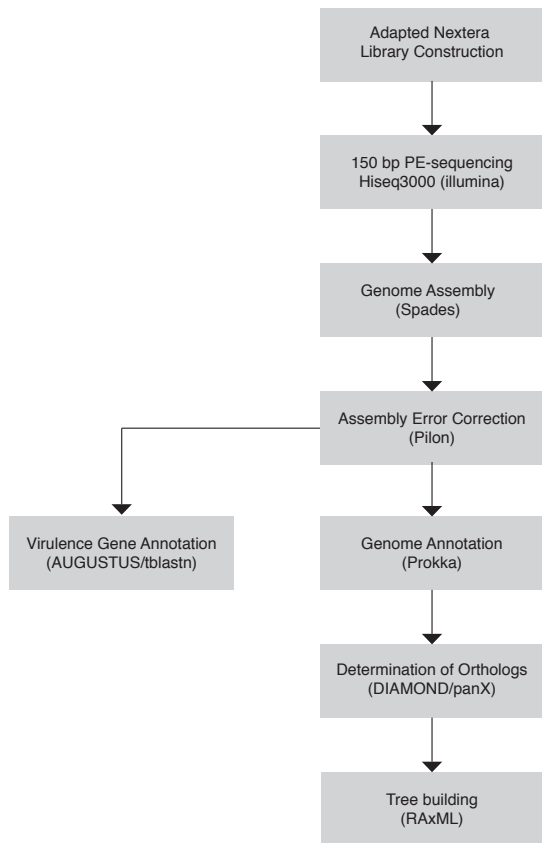 Adapted Nextera
Library Construction
150 bp PE-sequencing
Hiseq3000 (illumina)
Genome Assembly
(Spades)
Assembly Error Correction
(Pilon)
Virulence Gene Annotation
(AUGUSTUS/tblastn)
Genome Annotation
(Prokka)
Determination of Orthologs
(DIAMOND/panX)
Tree building
(RAxML)